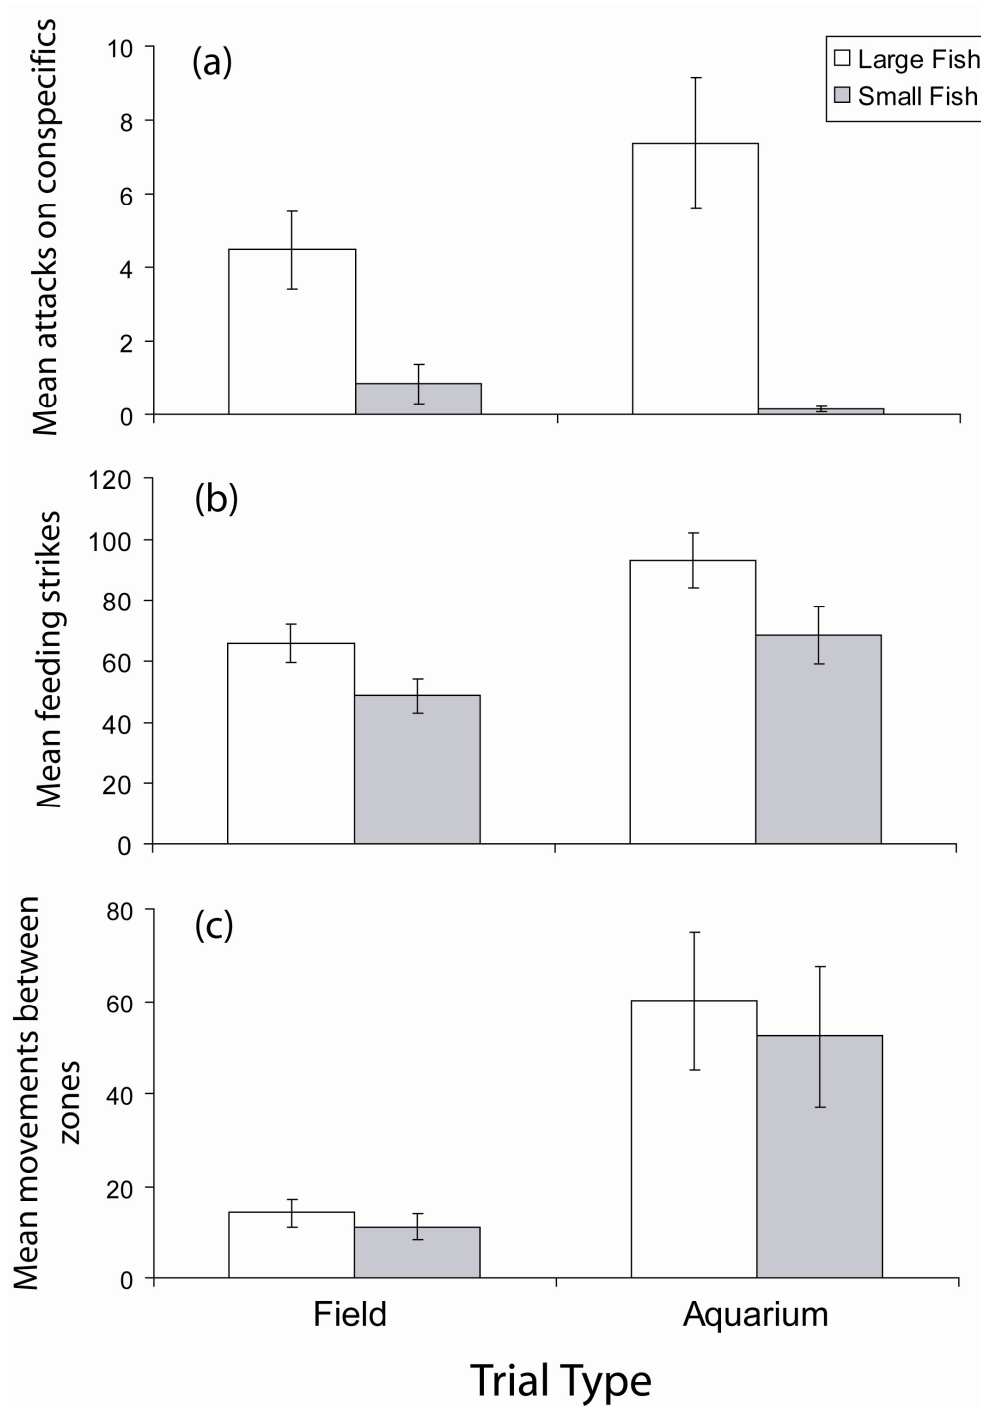 (a)
Large Fish
Small Fish
Mean attacks on conspecifics
10
8
6
4
2
0
(b)
Mean feeding strikes
120
100
80
60
40
20
0
(c)
Mean movements between
zones
80
60
40
20
0
Field
Aquarium
Trial Type